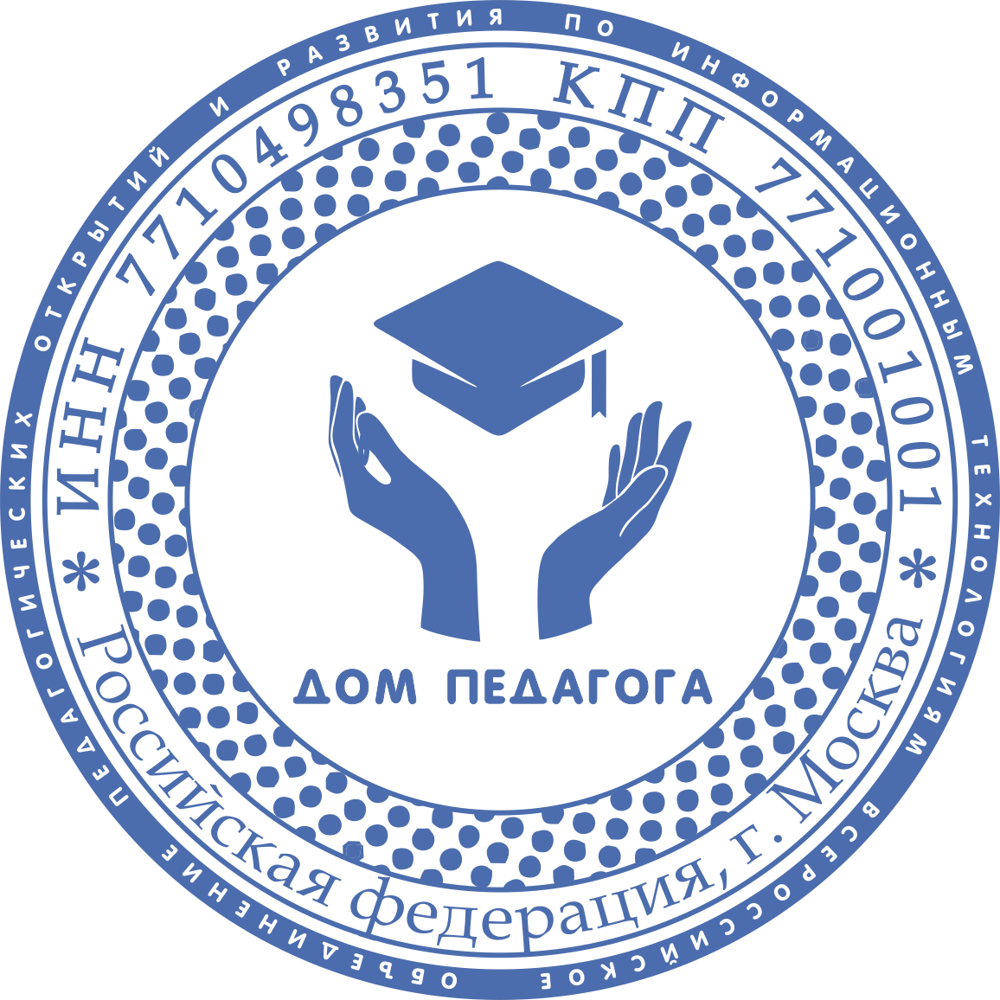 ВСЕРОССИЙСКОЕ ОБЪЕДИНЕНИЕ ПЕДАГОГИЧЕСКИХ ОТКРЫТИЙ И РАЗВИТИЯ ПО ИНФОРМАЦИОННЫМ ТЕХНОЛОГИЯМ
* ИНН 7710498351 КПП 771001001 *
Российская федерация, г. Москва
ДОМ ПЕДАГОГА